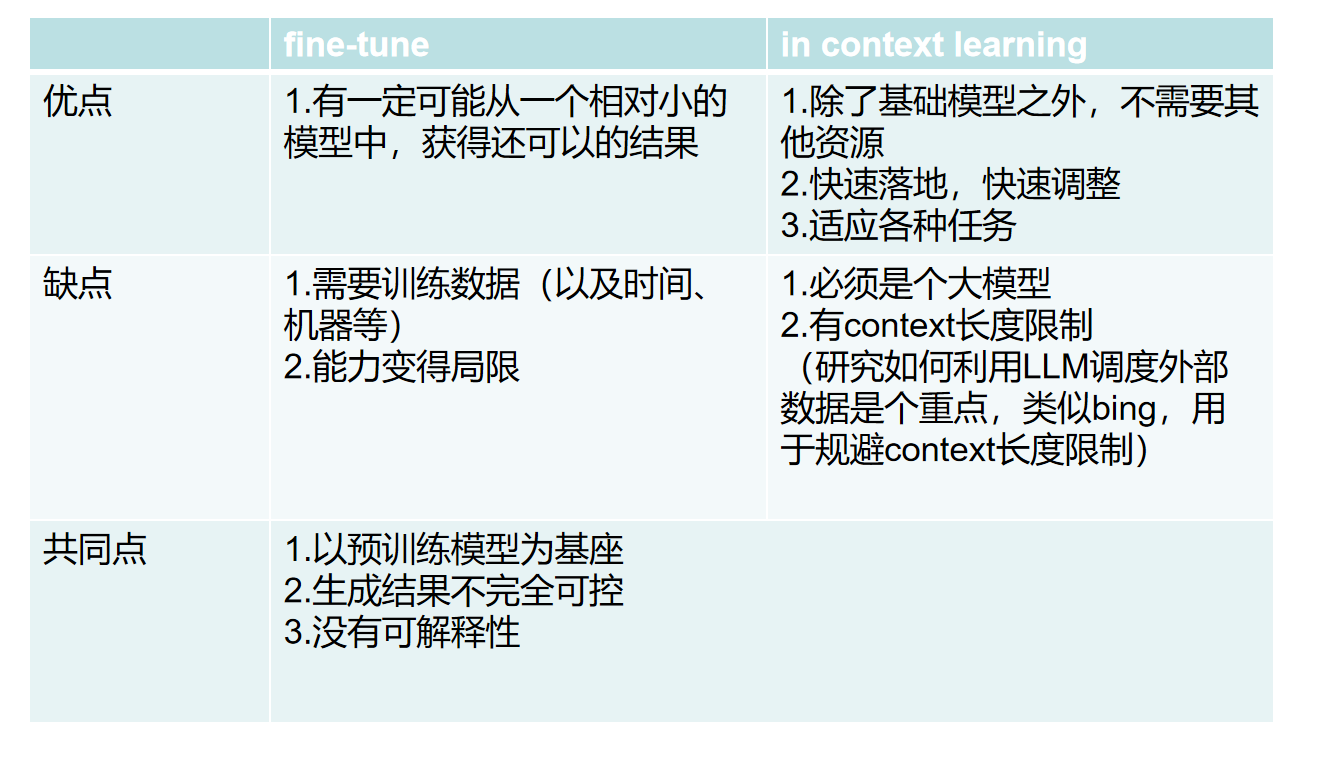 fine-tune
in context learning
优点
1.有一定可能从一个相对小的
模型中，获得还可以的结果
1.除了基础模型之外，不需要其
他资源
2.快速落地，快速调整
3.适应各种任务
缺点
1.需要训练数据（以及时间、
机器等）
2.能力变得局限
1.必须是个大模型
2.有context长度限制
（研究如何利用LLM调度外部
数据是个重点，类似bing，用
于规避context长度限制）
共同点
1.以预训练模型为基座
2.生成结果不完全可控
3.没有可解释性